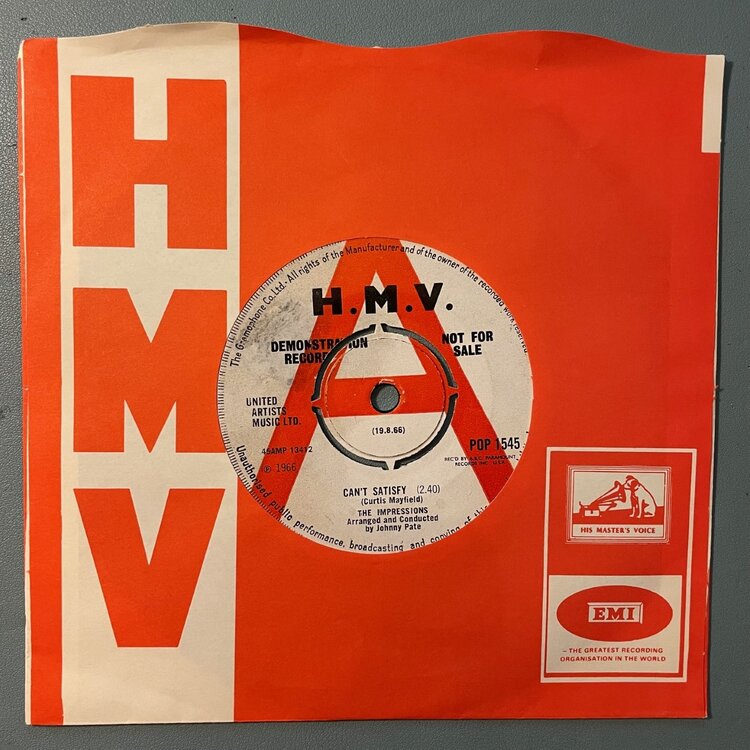 HMV
The Gramophone Co. Ltd. - All rights of the Manufacturer and of the owner of the recorded work
H.M.V.
DEMONSTRATION
RECORD
NOT FOR
SALE
UNITED
ARTISTS
MUSIC LTD.
(19.8.66)
POP 1545
45AMP 13412
REC'D BY A.B.C. PARAMOUNT
RECORDS INC. U.S.A.
℗ 1966
A
CAN'T SATISFY (2.40)
(Curtis Mayfield)
THE IMPRESSIONS
Arranged and Conducted
by Johnny Pate
Unauthorised public performance, broadcasting and copying of this
HIS MASTER'S VOICE
EMI
— THE GREATEST RECORDING
ORGANISATION IN THE WORLD